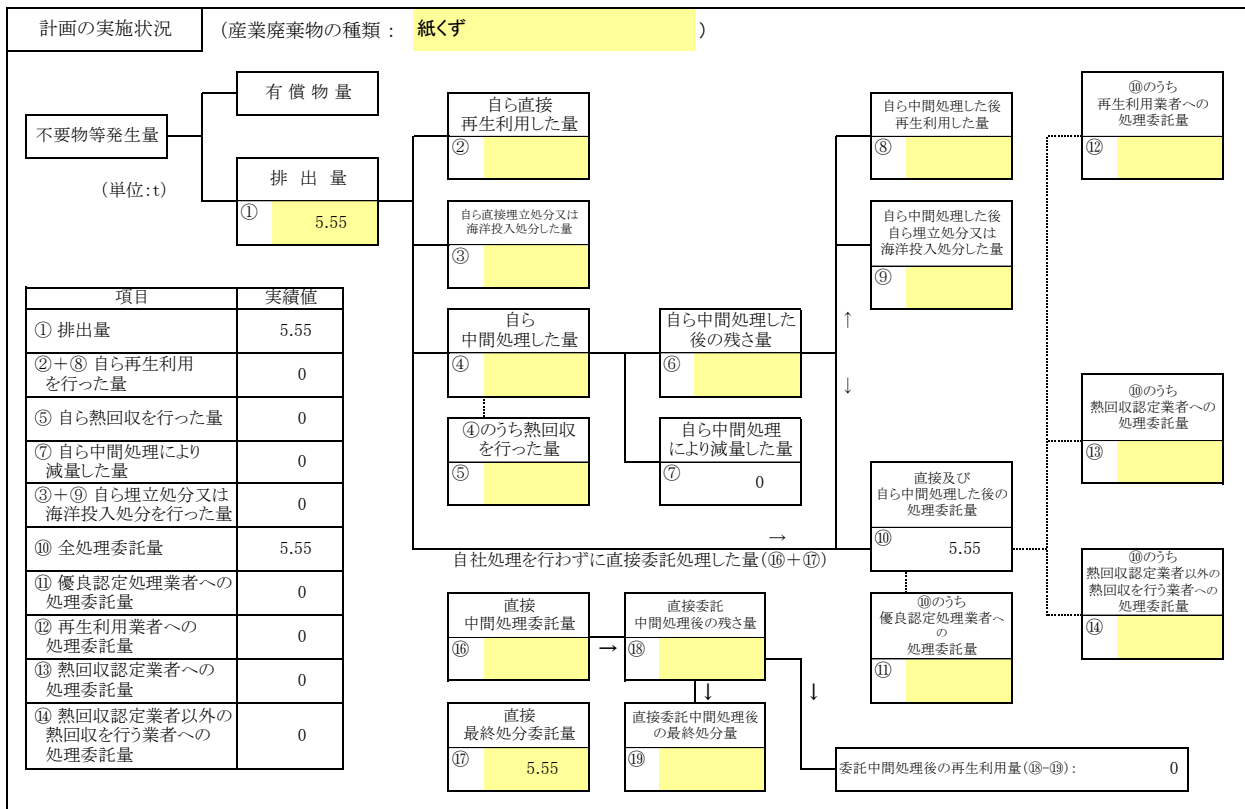 計画の実施状況 (産業廃棄物の種類： 紙くず )
有 償 物 量
不要物等発生量
(単位:t)
排 出 量
① 5.55
自ら直接
再生利用した量
②
自ら直接埋立処分又は
海洋投入処分した量
③
自ら
中間処理した量
④
④のうち熱回収
を行った量
⑤
自ら中間処理した
後の残さ量
⑥
自ら中間処理
により減量した量
⑦ 0
自ら中間処理した後
再生利用した量
⑧
自ら中間処理した後
自ら埋立処分又は
海洋投入処分した量
⑨
↑
↓
直接及び
自ら中間処理した後の
処理委託量
⑩ 5.55
⑩のうち
再生利用業者への
処理委託量
⑫
⑩のうち
熱回収認定業者への
処理委託量
⑬
⑩のうち
熱回収認定業者以外の
熱回収を行う業者への
処理委託量
⑭
→
自社処理を行わずに直接委託処理した量(⑯＋⑰)
⑩のうち
優良認定処理業者へ
の
処理委託量
⑪
直接
中間処理委託量
⑯
→
直接委託
中間処理後の残さ量
⑱
↓
↓
直接
最終処分委託量
⑰ 5.55
直接委託中間処理後
の最終処分量
⑲
委託中間処理後の再生利用量(⑱-⑲)： 0
項目 実績値
① 排出量 5.55
②＋⑧ 自ら再生利用
を行った量 0
⑤ 自ら熱回収を行った量 0
⑦ 自ら中間処理により
減量した量 0
③＋⑨ 自ら埋立処分又は
海洋投入処分を行った量 0
⑩ 全処理委託量 5.55
⑪ 優良認定処理業者への
処理委託量 0
⑫ 再生利用業者への
処理委託量 0
⑬ 熱回収認定業者への
処理委託量 0
⑭ 熱回収認定業者以外の
熱回収を行う業者への
処理委託量 0